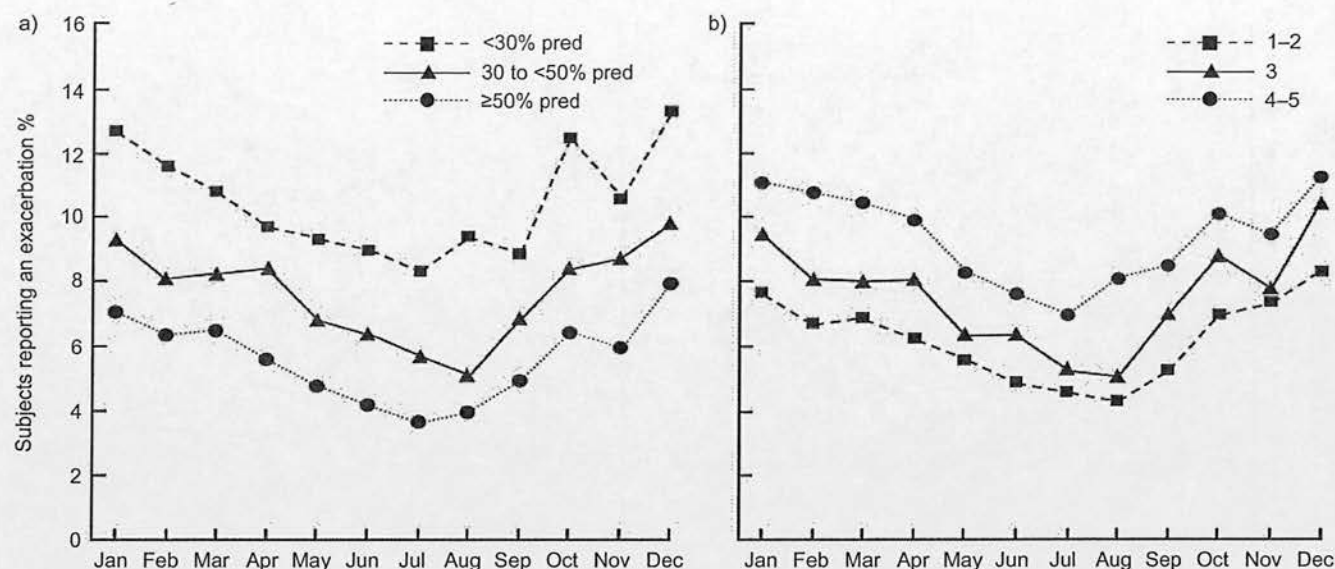 a)
16
14
12
10
8
6
4
2
0
Subjects reporting an exacerbation %
<30% pred
30 to <50% pred
≥50% pred
Jan Feb Mar Apr May Jun Jul Aug Sep Oct Nov Dec
b)
1–2
3
4–5
Jan Feb Mar Apr May Jun Jul Aug Sep Oct Nov Dec